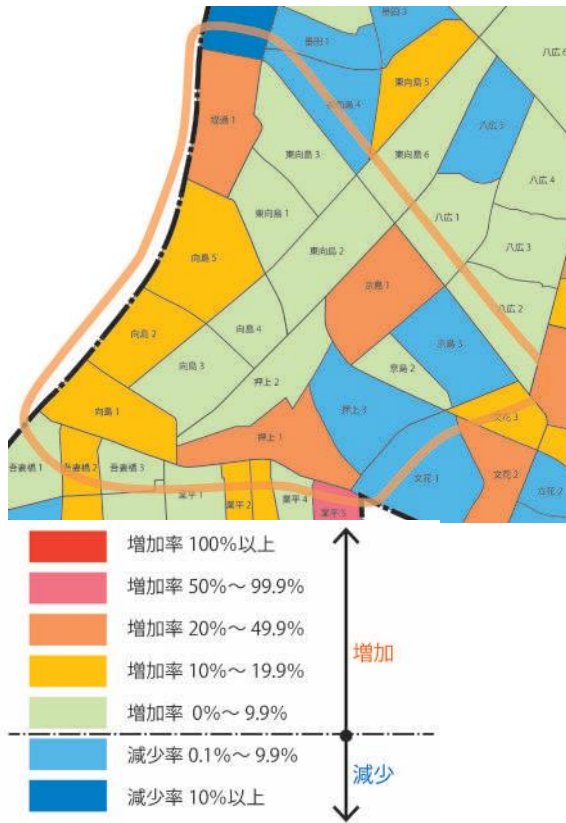 墨田 3
墨田 1
八広 6
東向島 5
東向島 4
堤通 1
八広 5
東向島 3
東向島 6
八広 4
東向島 1
八広 1
東向島 2
八広 3
向島 5
京島 1
八広 2
向島 4
向島 2
京島 3
向島 3
京島 2
押上 2
向島 1
押上 3
文花 3
押上 1
吾妻橋 1
吾妻橋 2
吾妻橋 3
文花 1
文花 2
立花 2
業平 1
業平 2
業平 4
業平 5
増加率 100%以上
増加率 50%〜 99.9%
増加率 20%〜 49.9%
増加
増加率 10%〜 19.9%
増加率 0%〜 9.9%
減少率 0.1%〜 9.9%
減少
減少率 10%以上